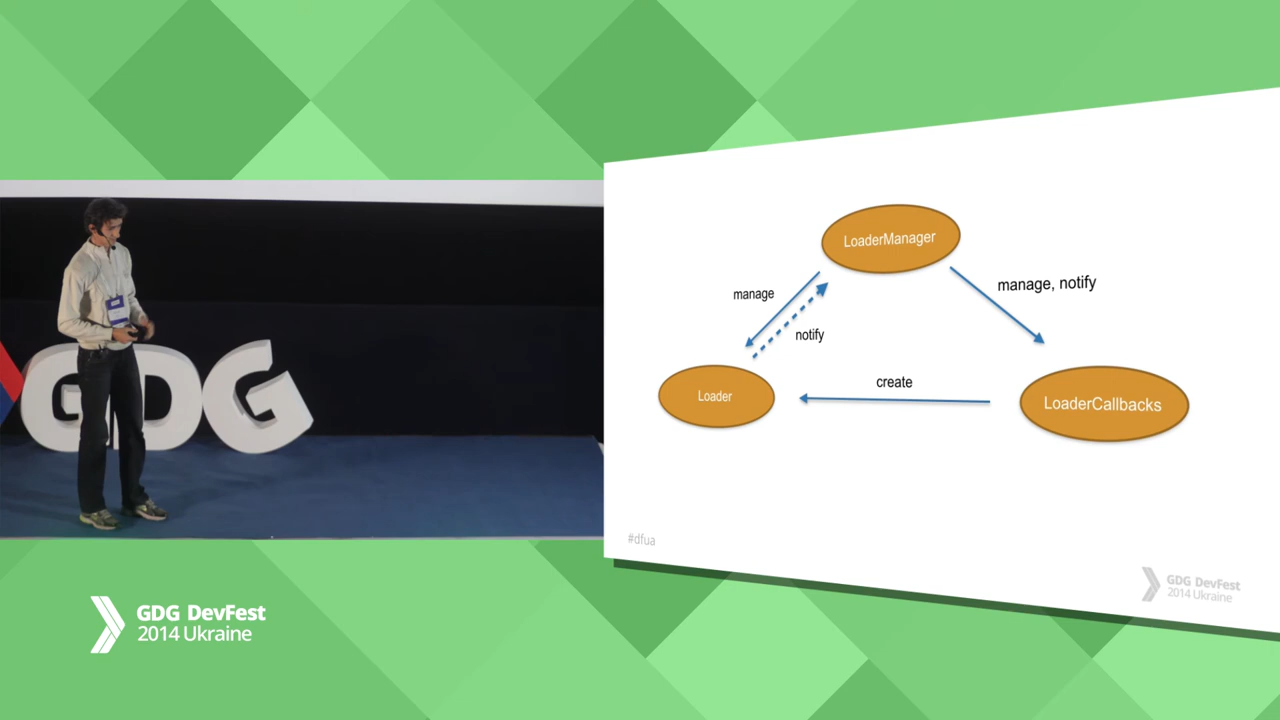 GDG
GDG DevFest
2014 Ukraine
LoaderManager
manage
manage, notify
notify
Loader
create
LoaderCallbacks
#dfua
GDG DevFest
2014 Ukraine